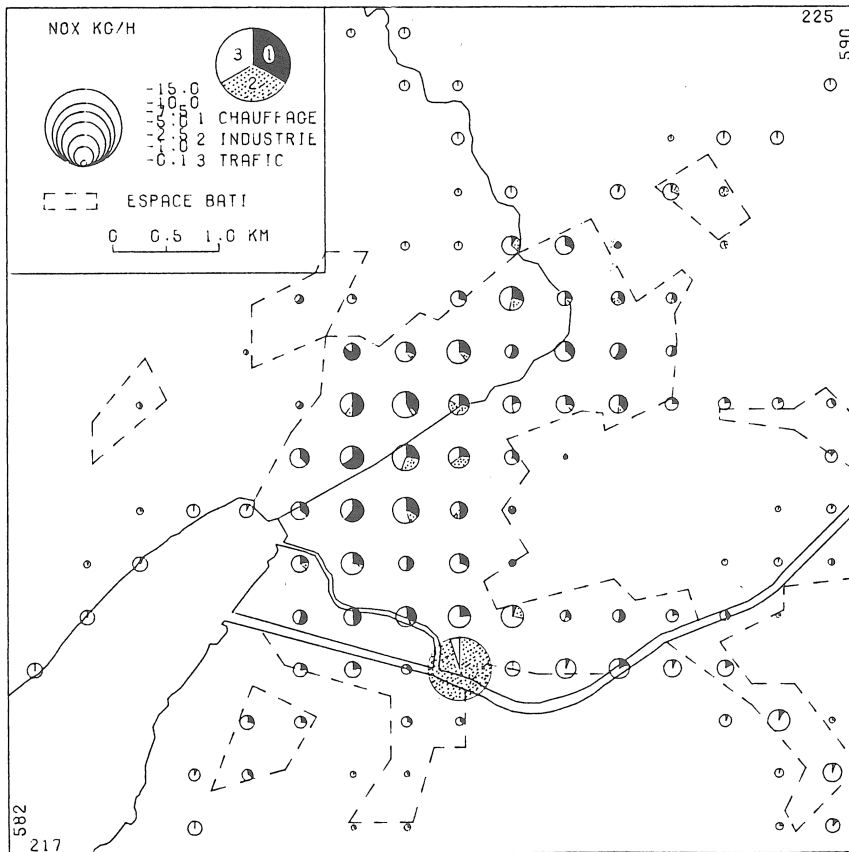 NOX KG/H
225
590
3
1
2
-15.0
-10.0
-7.5
-5.0 1 CHAUFFAGE
-2.5 2 INDUSTRIE
-1.0
-0.1 3 TRAFIC
ESPACE BATI
0 0.5 1.0 KM
582
217